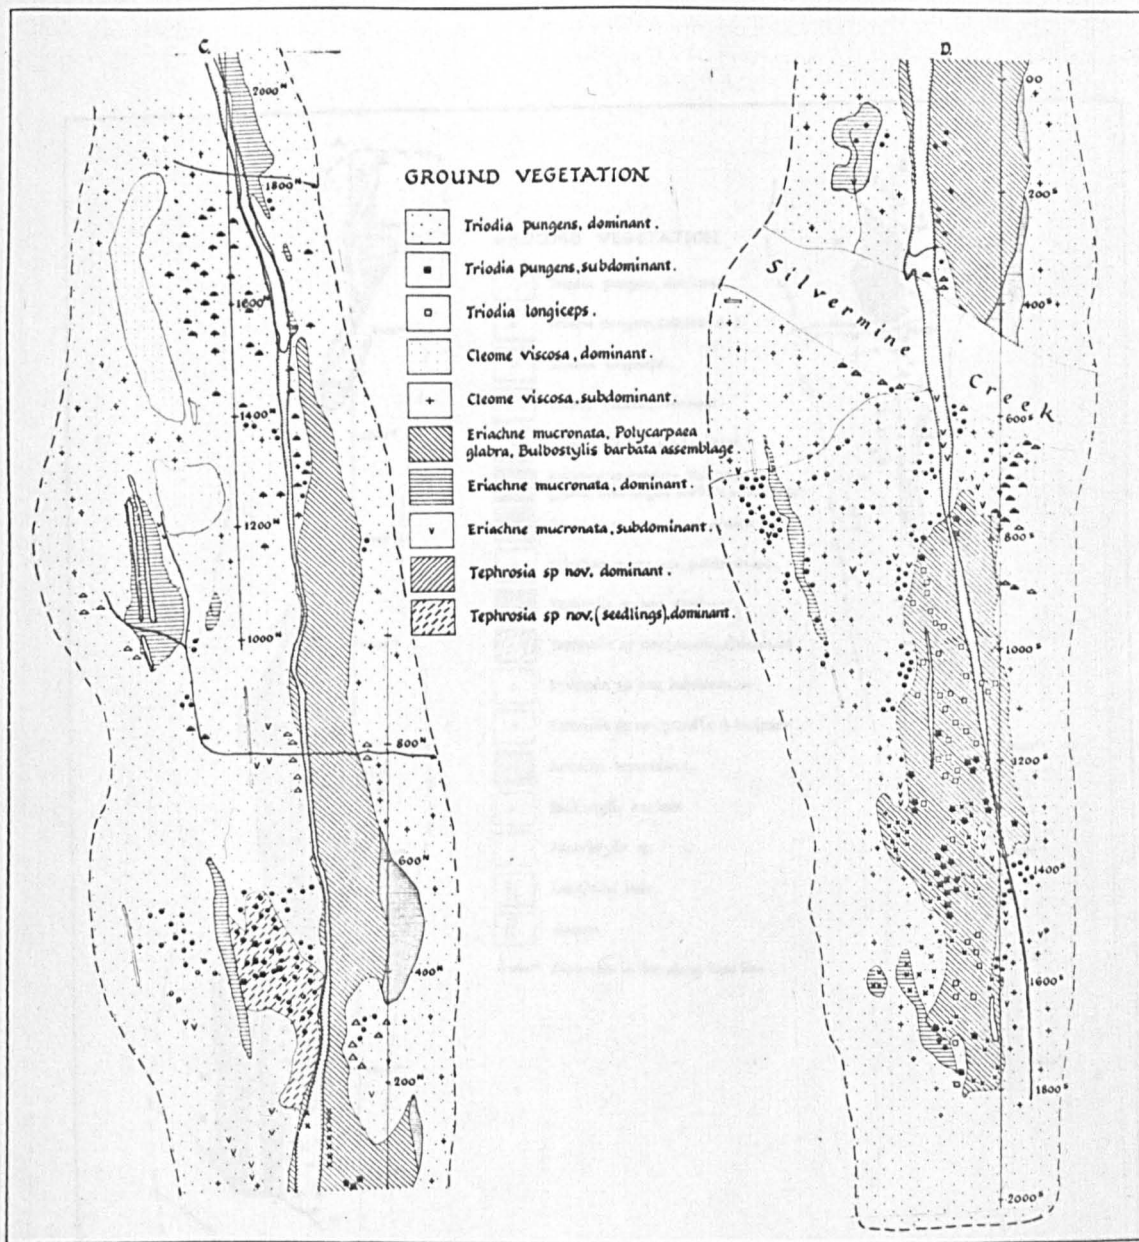 C.
2000N
1800N
1600N
1400N
1200N
1000N
800N
600N
400N
200N
GROUND VEGETATION
Triodia pungens, dominant.
Triodia pungens, subdominant.
Triodia longiceps.
Cleome viscosa, dominant.
Cleome viscosa, subdominant.
Eriachne mucronata, Polycarpaea
glabra, Bulbostylis barbata assemblage
Eriachne mucronata, dominant.
Eriachne mucronata, subdominant.
Tephrosia sp nov. dominant.
Tephrosia sp nov. (seedlings), dominant.
D.
00
200S
400S
Silvermine Creek
600S
800S
1000S
1200S
1400S
1600S
1800S
2000S